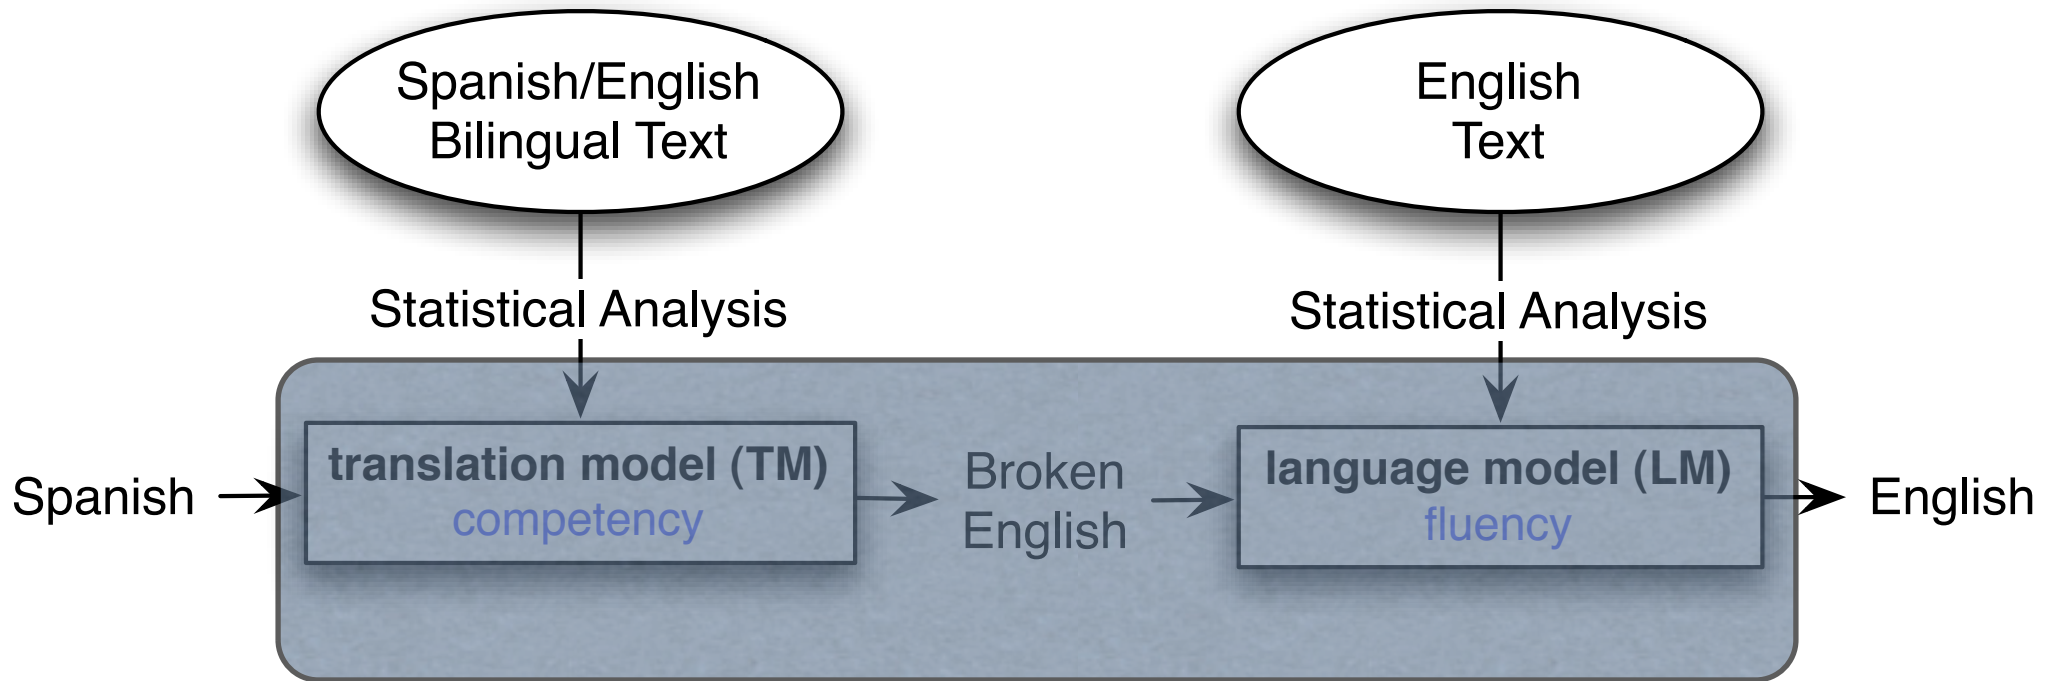 Spanish/English
Bilingual Text
English
Text
Statistical Analysis
Statistical Analysis
Spanish
translation model (TM)
competency
Broken
English
language model (LM)
fluency
English